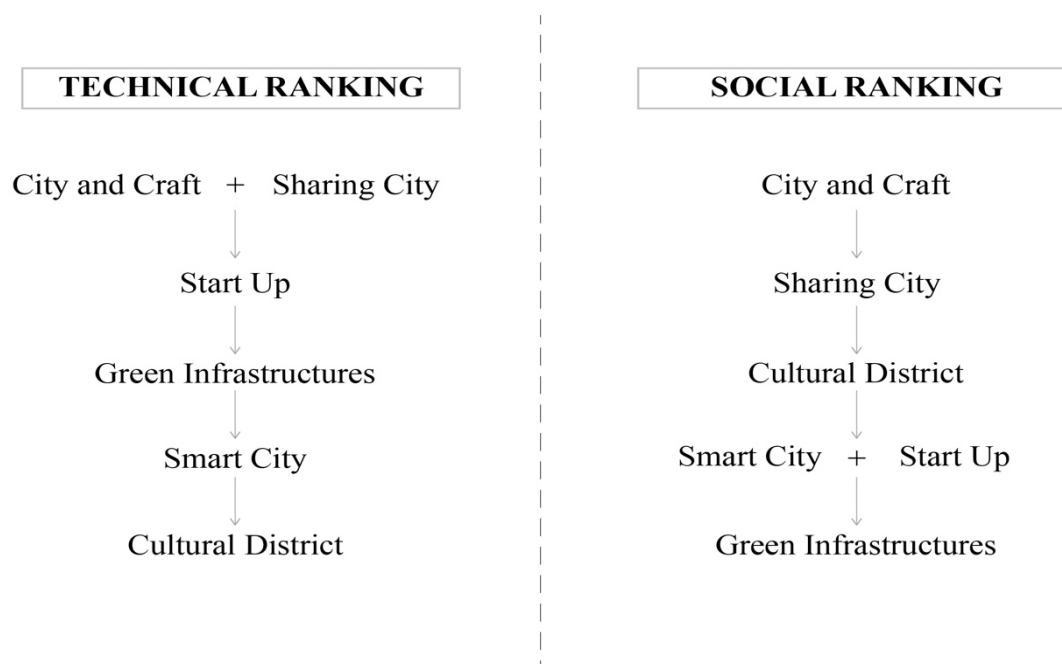 TECHNICAL RANKING
City and Craft + Sharing City
Start Up
Green Infrastructures
Smart City
Cultural District
SOCIAL RANKING
City and Craft
Sharing City
Cultural District
Smart City + Start Up
Green Infrastructures